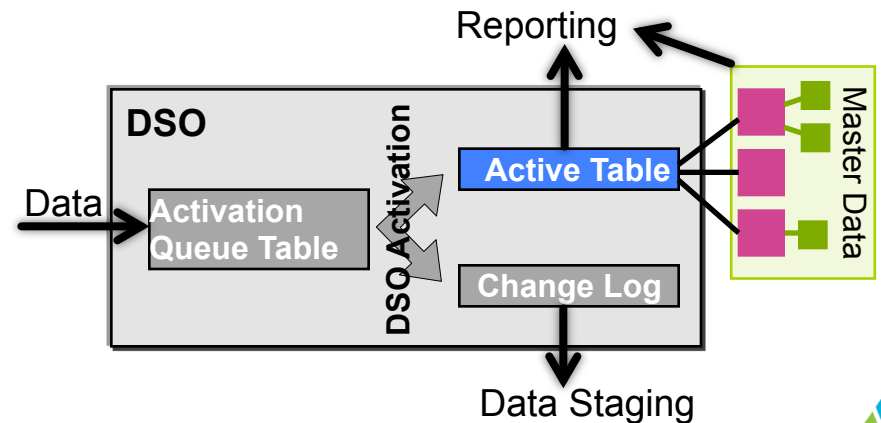 Reporting
DSO
DSO Activation
Master Data
Active Table
Data
Activation
Queue Table
Change Log
Data Staging